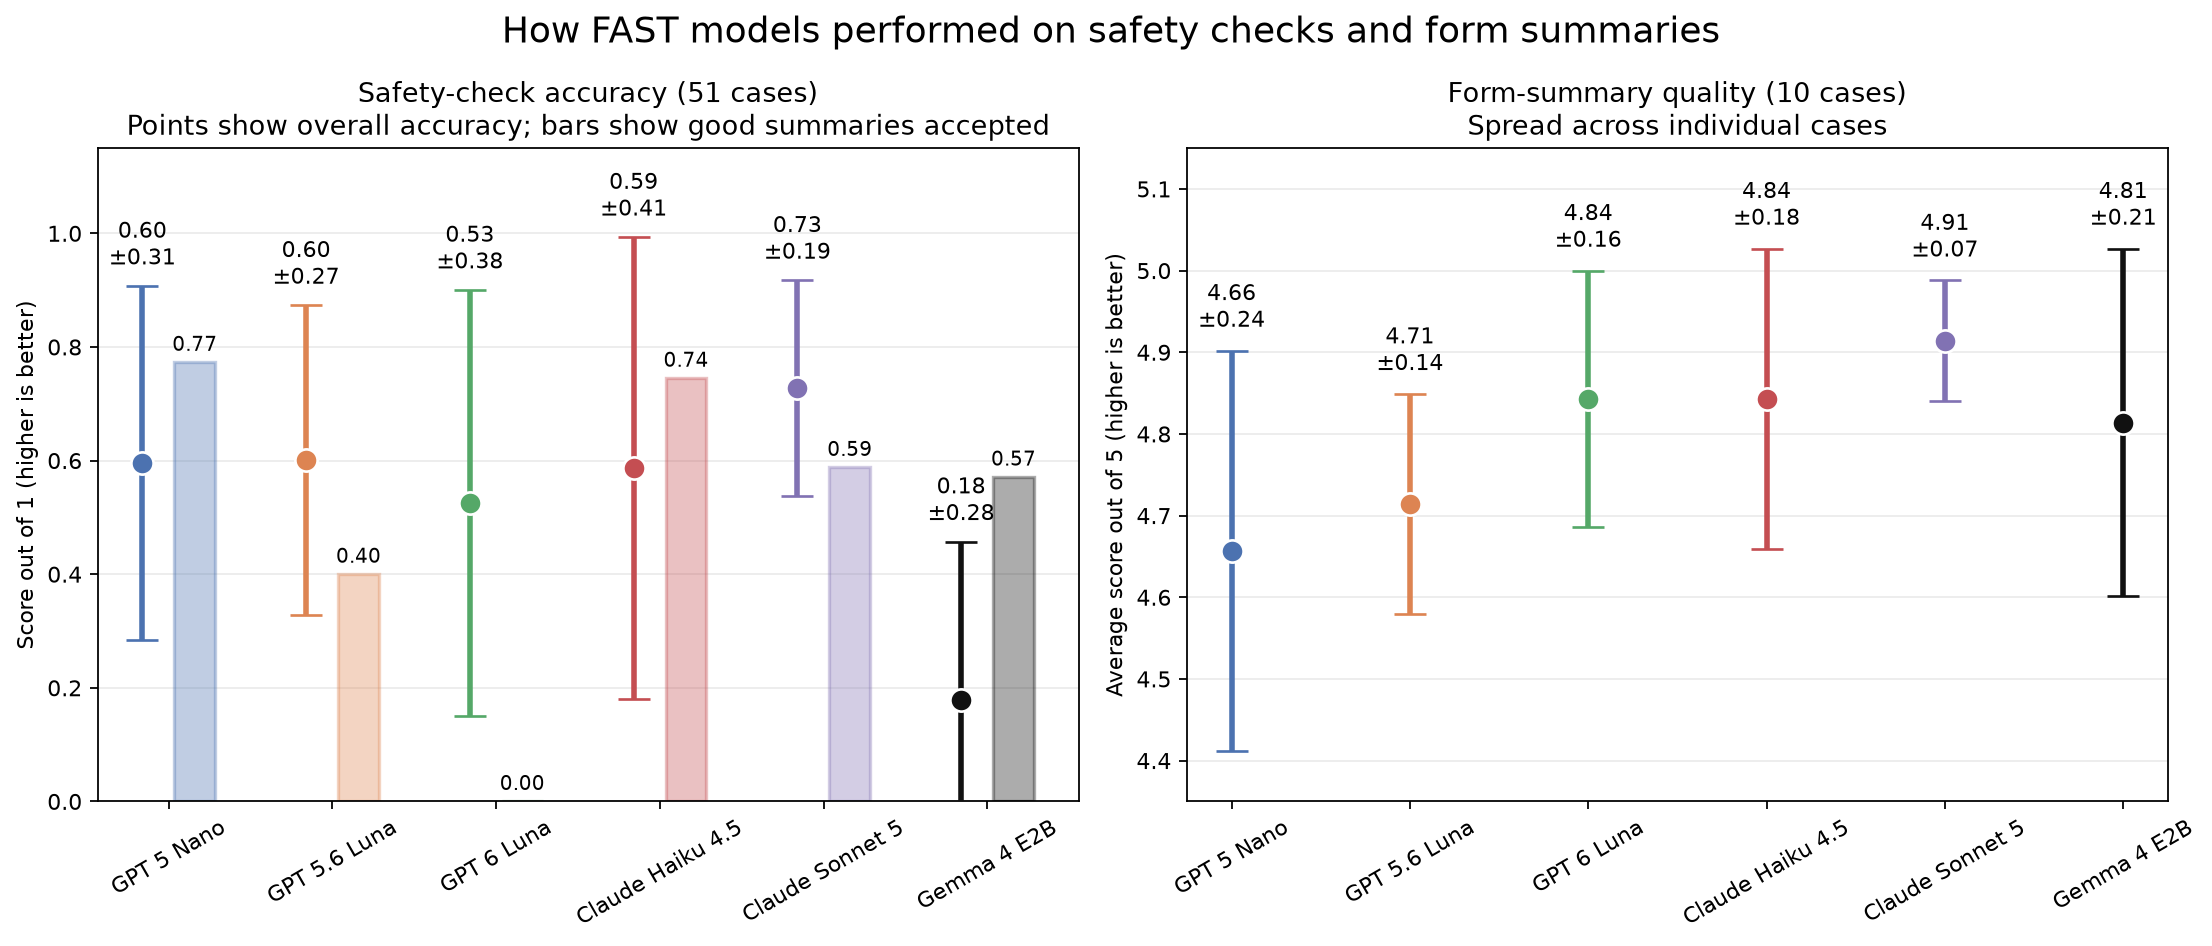 How FAST models performed on safety checks and form summaries
Safety-check accuracy (51 cases)
Points show overall accuracy; bars show good summaries accepted
Score out of 1 (higher is better)
1.0
0.8
0.6
0.4
0.2
0.0
0.60
±0.31
0.77
0.60
±0.27
0.40
0.53
±0.38
0.00
0.59
±0.41
0.74
0.73
±0.19
0.59
0.18
±0.28
0.57
GPT 5 Nano
GPT 5.6 Luna
GPT 6 Luna
Claude Haiku 4.5
Claude Sonnet 5
Gemma 4 E2B
Form-summary quality (10 cases)
Spread across individual cases
Average score out of 5 (higher is better)
5.1
5.0
4.9
4.8
4.7
4.6
4.5
4.4
4.66
±0.24
4.71
±0.14
4.84
±0.16
4.84
±0.18
4.91
±0.07
4.81
±0.21
GPT 5 Nano
GPT 5.6 Luna
GPT 6 Luna
Claude Haiku 4.5
Claude Sonnet 5
Gemma 4 E2B